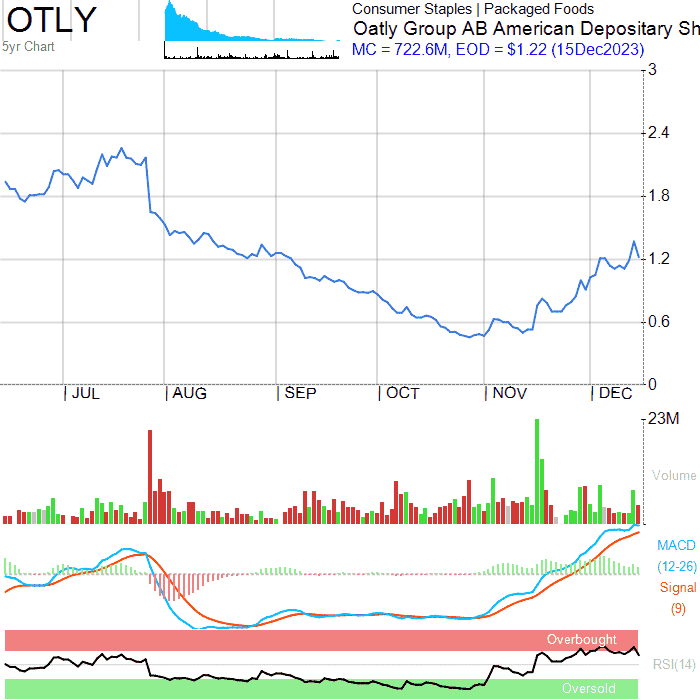 OTLY
5yr Chart
Consumer Staples | Packaged Foods
Oatly Group AB American Depositary Sh
MC = 722.6M, EOD = $1.22 (15Dec2023)
3
2.4
1.8
1.2
0.6
0
JUL AUG SEP OCT NOV DEC
23M
Volume
MACD
(12-26)
Signal
(9)
Overbought
RSI(14)
Oversold